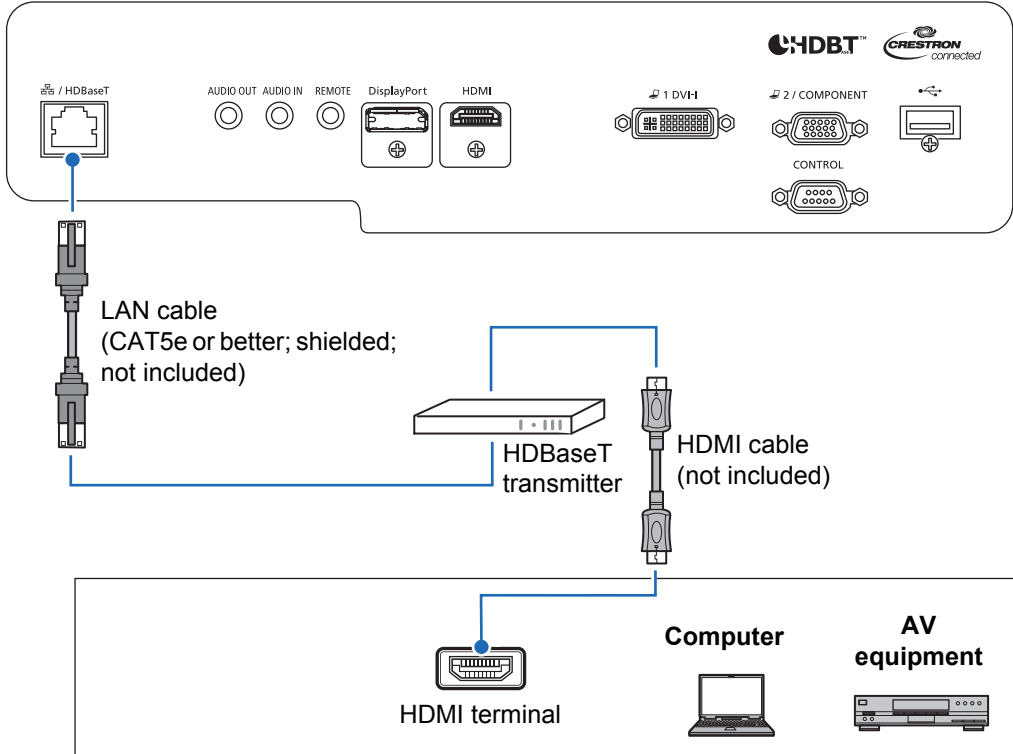 HDBT™
CRESTRON
connected
/ HDBaseT
AUDIO OUT
AUDIO IN
REMOTE
DisplayPort
HDMI
1 DVI-I
2 / COMPONENT
CONTROL
LAN cable
(CAT5e or better; shielded;
not included)
HDBaseT
transmitter
HDMI cable
(not included)
HDMI terminal
Computer
AV
equipment